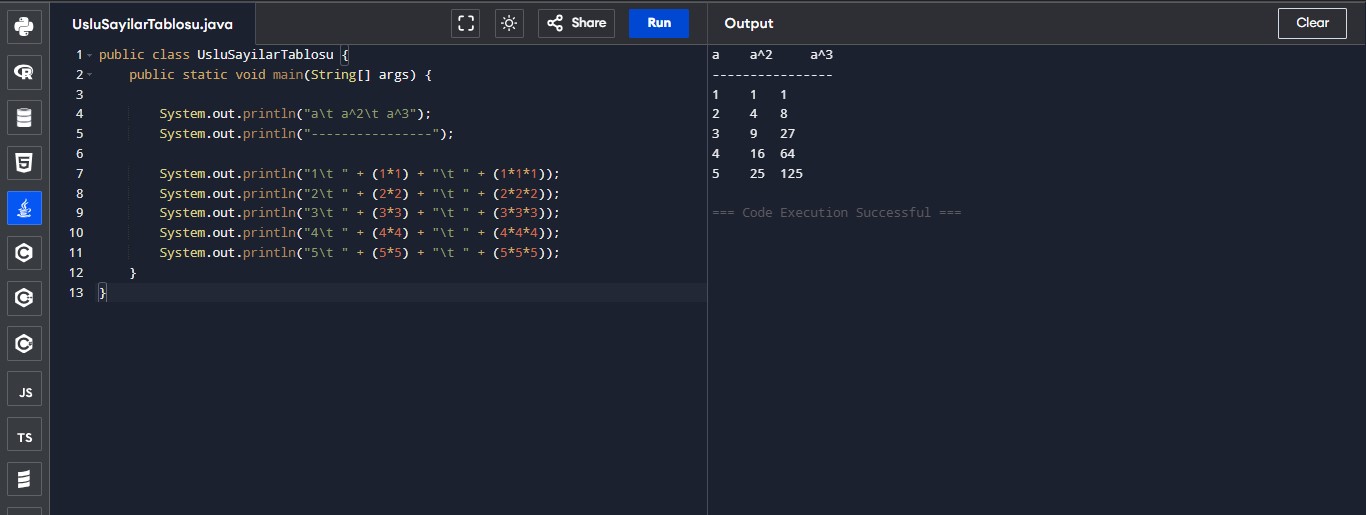 UsluSayilarTablosu.java
Share
Run
Output
Clear
1 public class UsluSayilarTablosu {
2     public static void main(String[] args) {
3
4         System.out.println("a\t a^2\t a^3");
5         System.out.println("----------------");
6
7         System.out.println("1\t " + (1*1) + "\t " + (1*1*1));
8         System.out.println("2\t " + (2*2) + "\t " + (2*2*2));
9         System.out.println("3\t " + (3*3) + "\t " + (3*3*3));
10         System.out.println("4\t " + (4*4) + "\t " + (4*4*4));
11         System.out.println("5\t " + (5*5) + "\t " + (5*5*5));
12     }
13 }
a    a^2     a^3
----------------
1    1   1
2    4   8
3    9   27
4    16  64
5    25  125
=== Code Execution Successful ===
R
5
C
C
C
JS
TS